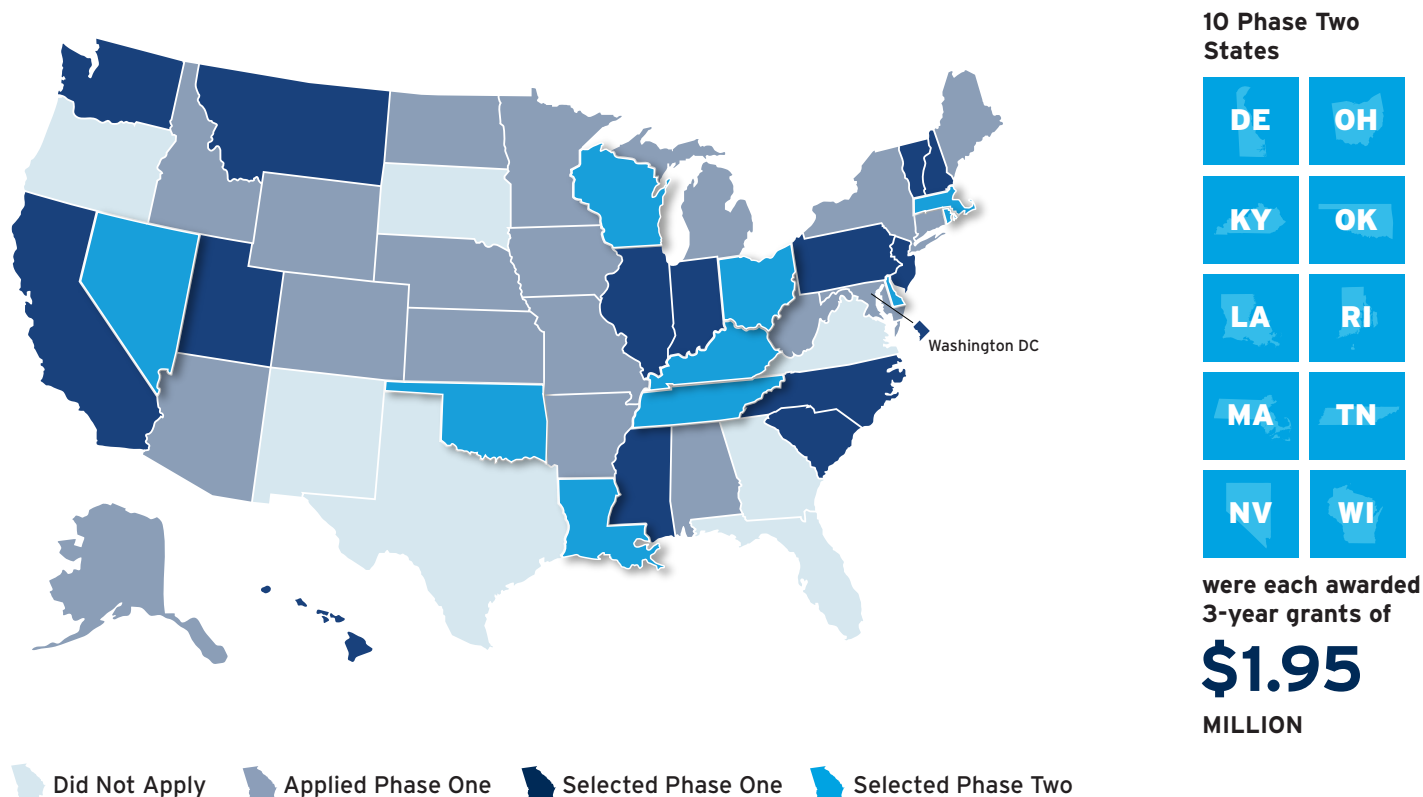 10 Phase Two
States
DE
OH
KY
OK
LA
RI
MA
TN
NV
WI
were each awarded
3-year grants of
$1.95
MILLION
Washington DC
Did Not Apply
Applied Phase One
Selected Phase One
Selected Phase Two